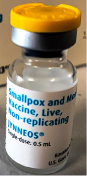 Smallpox and
Vaccine, Live,
Non-replicating
JYNNEOS®
Single-dose, 0.5 mL